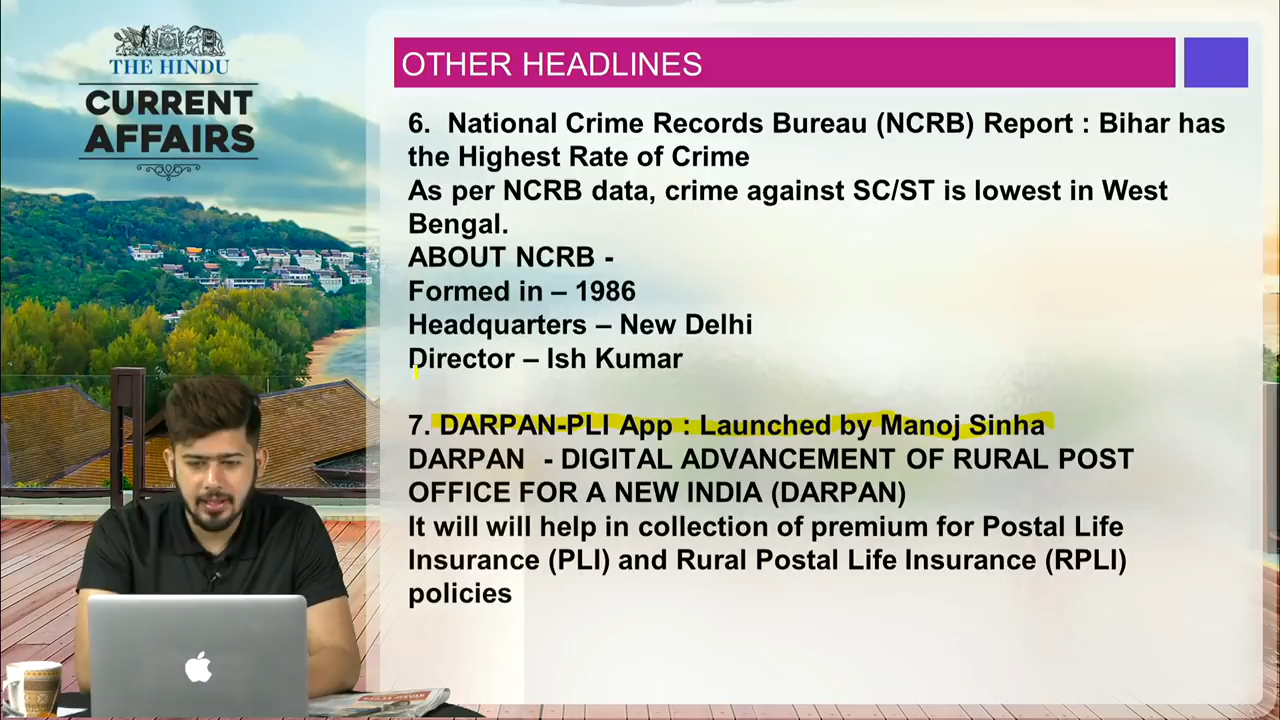 THE HINDU
CURRENT
AFFAIRS
OTHER HEADLINES
6. National Crime Records Bureau (NCRB) Report : Bihar has
the Highest Rate of Crime
As per NCRB data, crime against SC/ST is lowest in West
Bengal.
ABOUT NCRB -
Formed in – 1986
Headquarters – New Delhi
Director – Ish Kumar
7. DARPAN-PLI App : Launched by Manoj Sinha
DARPAN - DIGITAL ADVANCEMENT OF RURAL POST
OFFICE FOR A NEW INDIA (DARPAN)
It will will help in collection of premium for Postal Life
Insurance (PLI) and Rural Postal Life Insurance (RPLI)
policies